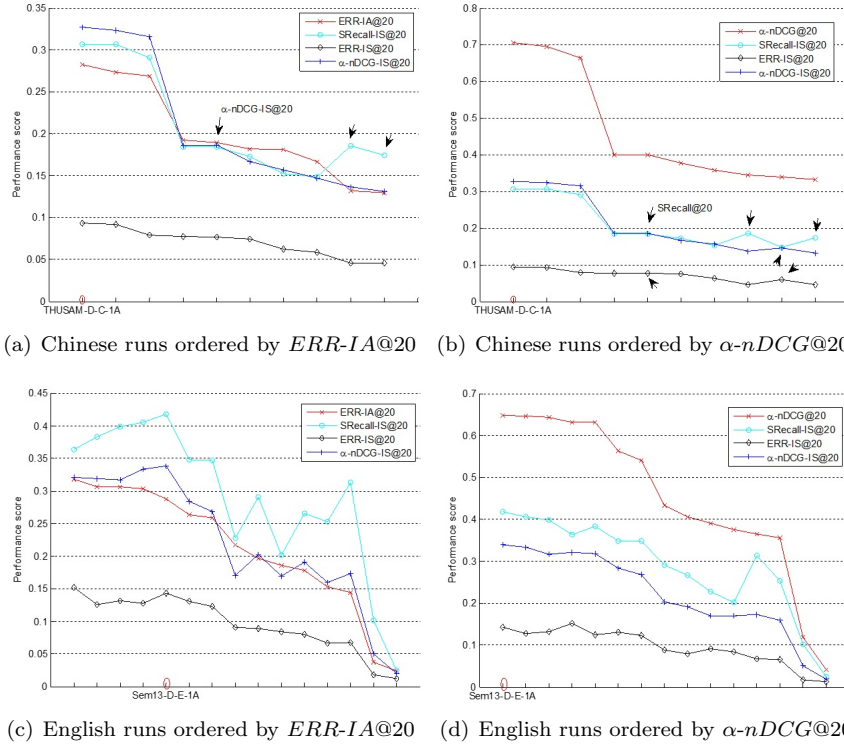 0.35
0.3
0.25
0.2
0.15
0.1
0.05
0
Performance score
ERR-IA@20
SRecall-IS@20
ERR-IS@20
α-nDCG-IS@20
α-nDCG-IS@20
THUSAM-D-C-1A
(a) Chinese runs ordered by ERR-IA@20
0.8
0.7
0.6
0.5
0.4
0.3
0.2
0.1
0
Performance score
α-nDCG@20
SRecall-IS@20
ERR-IS@20
α-nDCG-IS@20
SRecall@20
THUSAM-D-C-1A
(b) Chinese runs ordered by α-nDCG@20
0.45
0.4
0.35
0.3
0.25
0.2
0.15
0.1
0.05
0
Performance score
ERR-IA@20
SRecall-IS@20
ERR-IS@20
α-nDCG-IS@20
Sem13-D-E-1A
(c) English runs ordered by ERR-IA@20
0.7
0.6
0.5
0.4
0.3
0.2
0.1
0
Performance score
α-nDCG@20
SRecall-IS@20
ERR-IS@20
α-nDCG-IS@20
Sem13-D-E-1A
(d) English runs ordered by α-nDCG@20